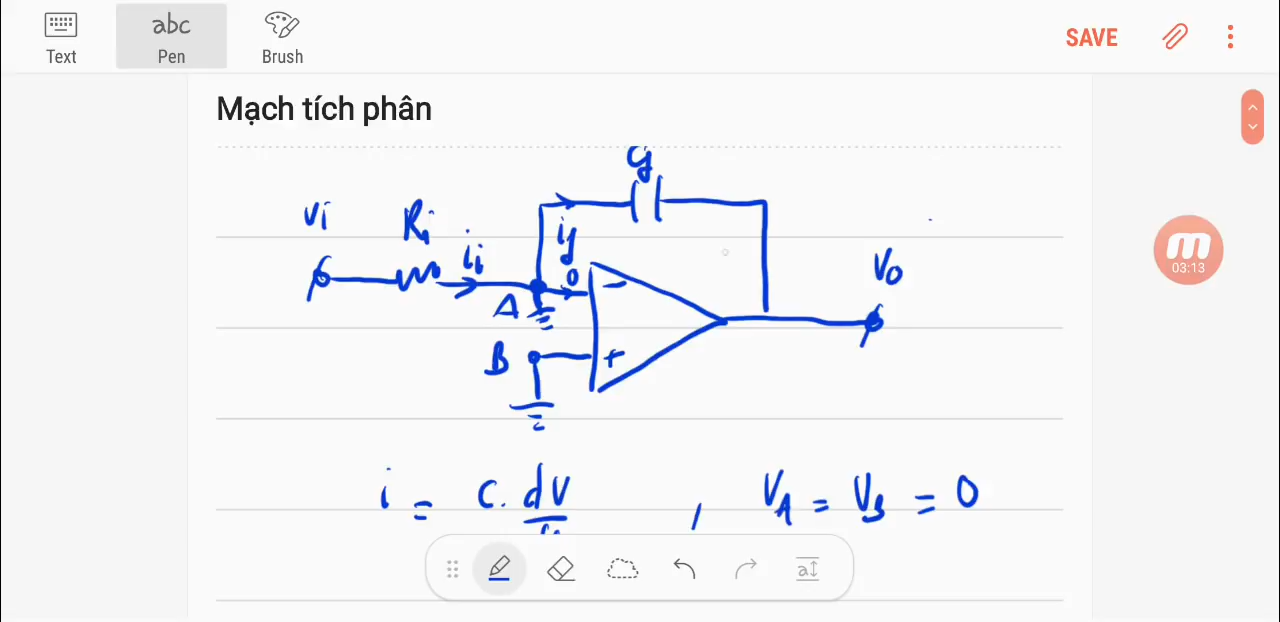 Text
abc
Pen
Brush
SAVE
Mạch tích phân
03:13
Vi
Ri
ii
Cf
if
0
A
B
-
+
Vo
i = C. dV
, VA = VB = 0